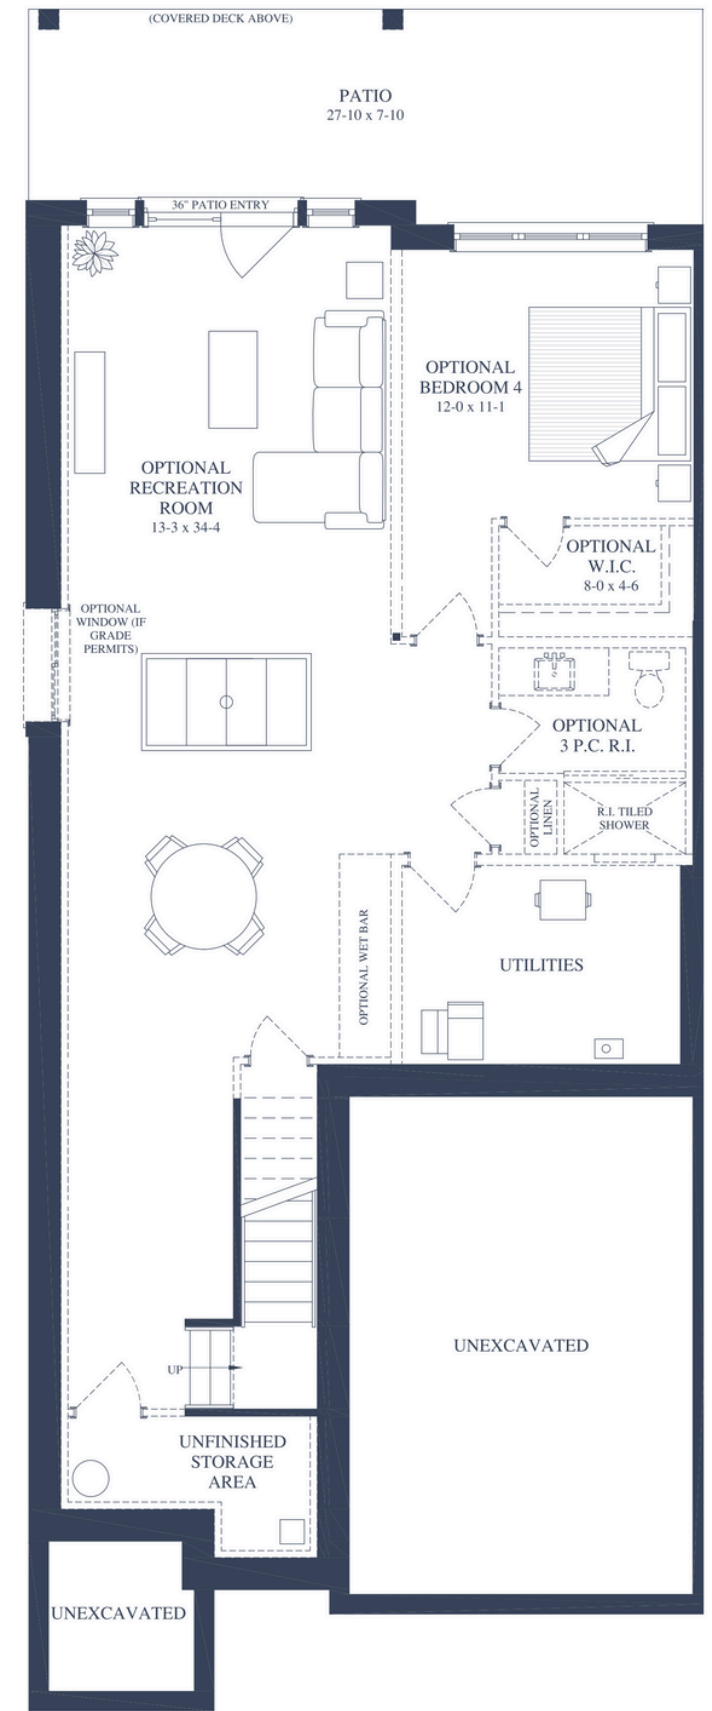 (COVERED DECK ABOVE)
PATIO
27-10 x 7-10
36" PATIO ENTRY
OPTIONAL
BEDROOM 4
12-0 x 11-1
OPTIONAL
RECREATION
ROOM
13-3 x 34-4
OPTIONAL
W.I.C.
8-0 x 4-6
OPTIONAL
WINDOW (IF
GRADE
PERMITS)
OPTIONAL
3 P.C. R.I.
OPTIONAL
LINEN
R.I. TILED
SHOWER
OPTIONAL WET BAR
UTILITIES
UNEXCAVATED
UP
UNFINISHED
STORAGE
AREA
UNEXCAVATED